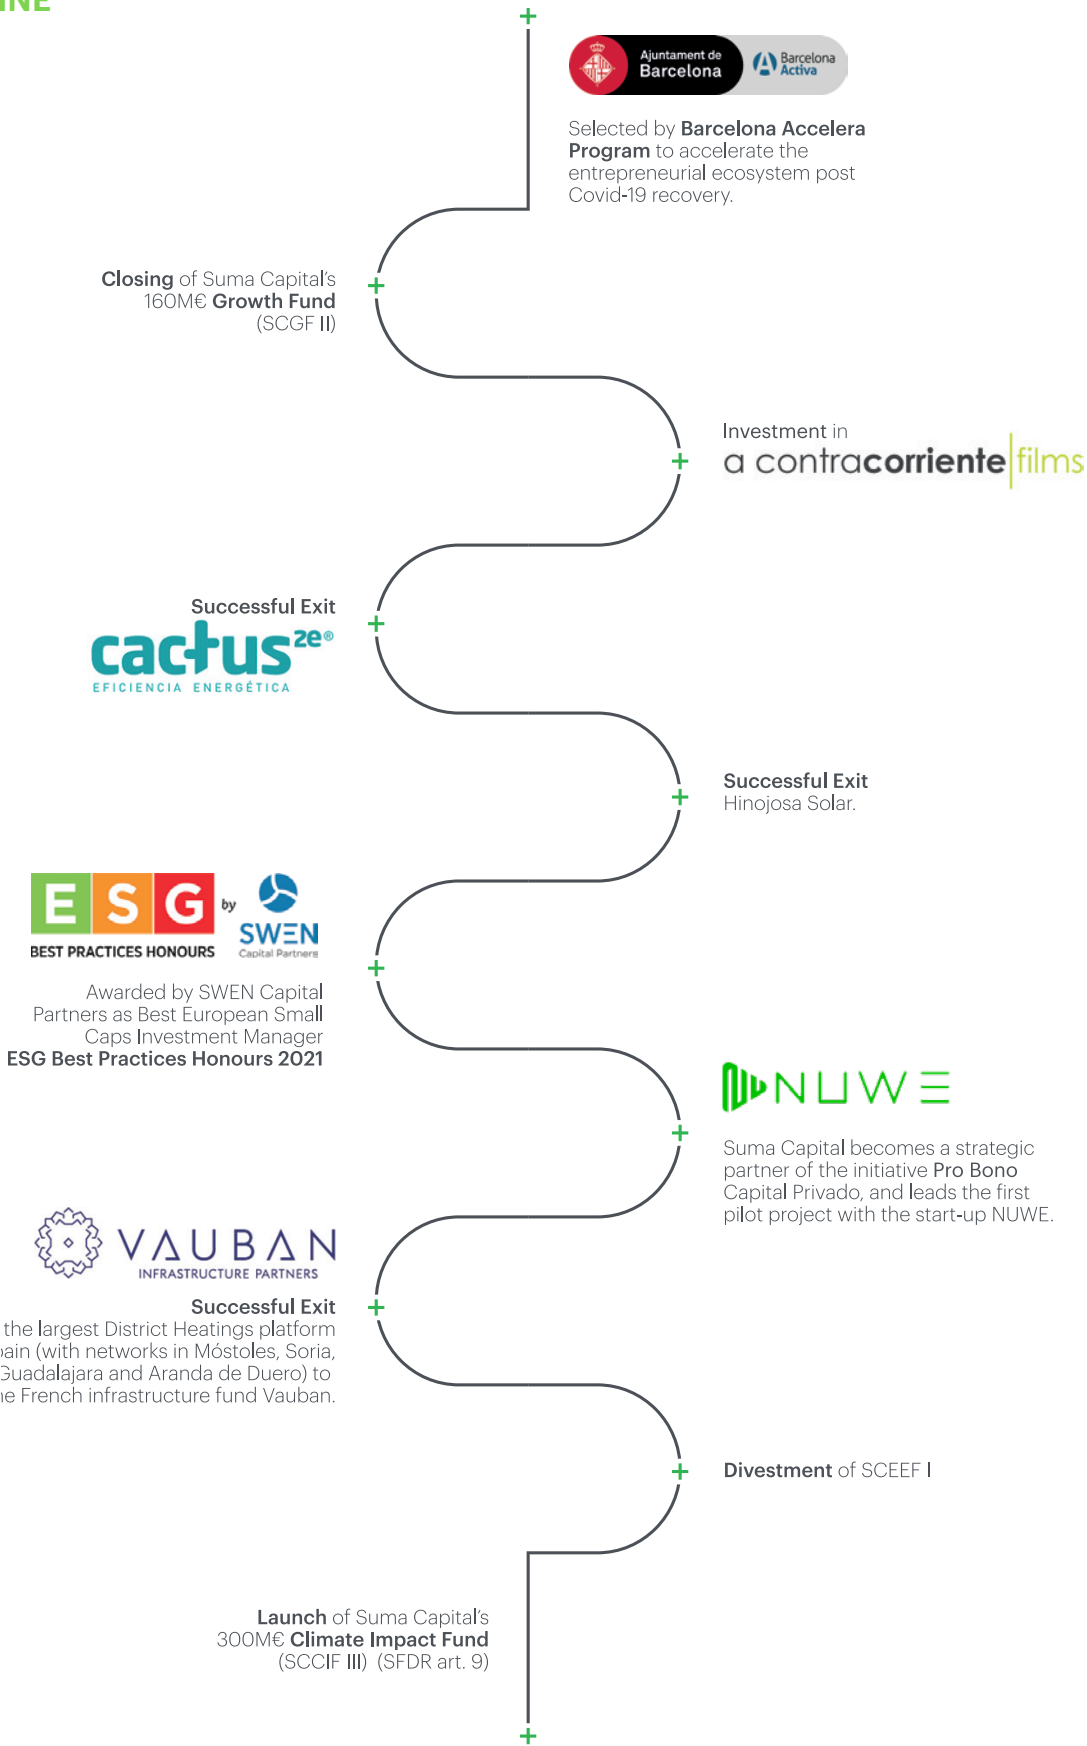 INE
Ajuntament de
Barcelona
Barcelona
Activa
Selected by Barcelona Accelera
Program to accelerate the
entrepreneurial ecosystem post
Covid-19 recovery.
Closing of Suma Capital's
160M€ Growth Fund
(SCGF II)
Investment in
a contracorriente films
Successful Exit
cactus 2e®
EFICIENCIA ENERGÉTICA
Successful Exit
Hinojosa Solar.
ESG by
SWEN
BEST PRACTICES HONOURS
Capital Partners
Awarded by SWEN Capital
Partners as Best European Small
Caps Investment Manager
ESG Best Practices Honours 2021
NUWE
Suma Capital becomes a strategic
partner of the initiative Pro Bono
Capital Privado, and leads the first
pilot project with the start-up NUWE.
VAUBAN
INFRASTRUCTURE PARTNERS
Successful Exit
the largest District Heatings platform
ain (with networks in Móstoles, Soria,
Guadalajara and Aranda de Duero) to
e French infrastructure fund Vauban.
Divestment of SCEEF I
Launch of Suma Capital's
300M€ Climate Impact Fund
(SCCIF III) (SFDR art. 9)